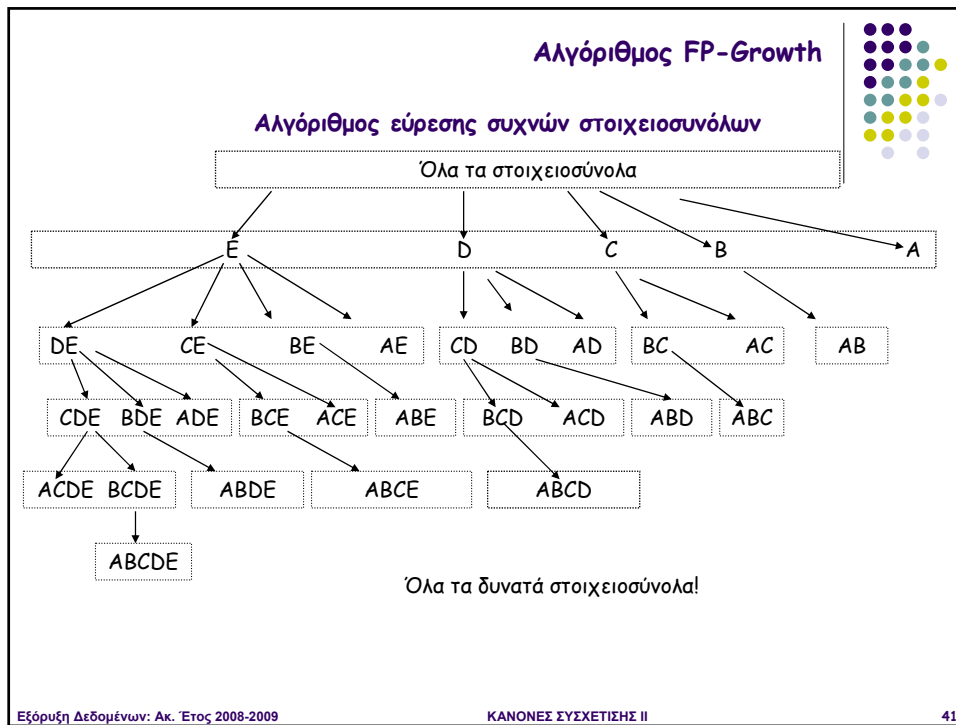 Αλγόριθμος FP-Growth
Αλγόριθμος εύρεσης συχνών στοιχειοσυνόλων
Όλα τα στοιχειοσύνολα
E D C B A
DE CE BE AE CD BD AD BC AC AB
CDE BDE ADE BCE ACE ABE BCD ACD ABD ABC
ACDE BCDE ABDE ABCE ABCD
ABCDE
Όλα τα δυνατά στοιχειοσύνολα!
Εξόρυξη Δεδομένων: Ακ. Έτος 2008-2009 ΚΑΝΟΝΕΣ ΣΥΣΧΕΤΙΣΗΣ II 41